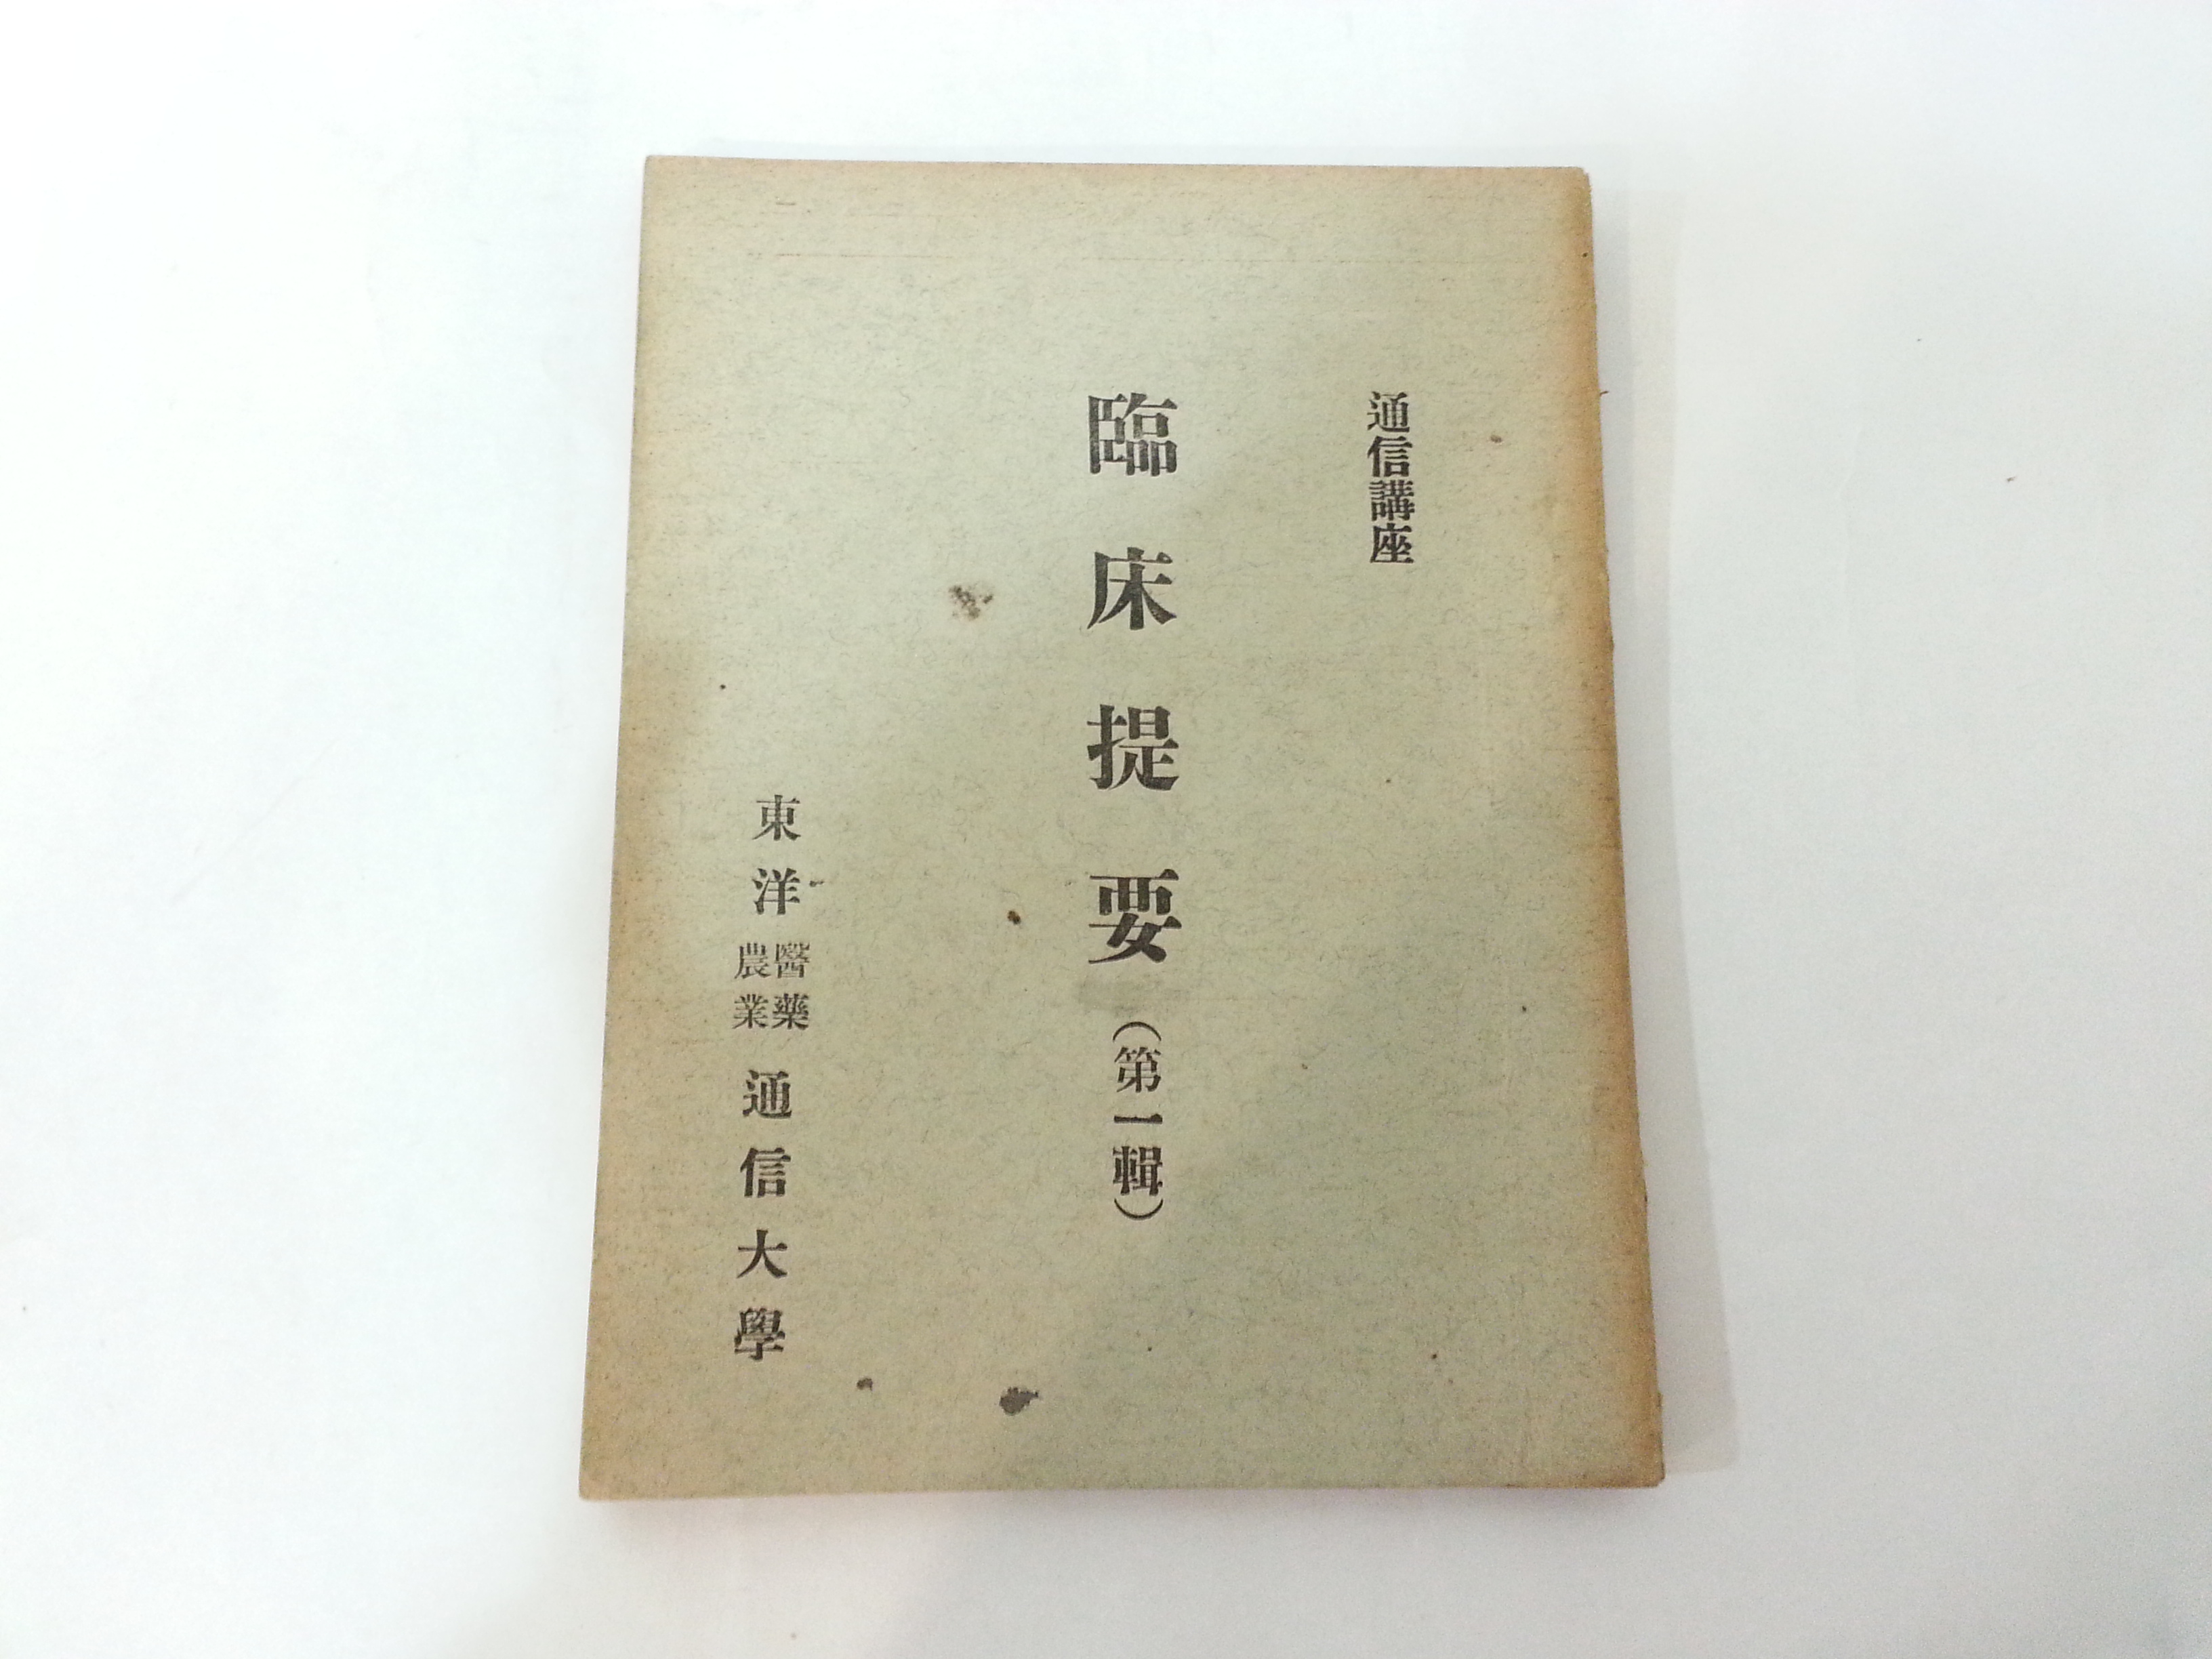 通信講座
臨床提要(第一輯)
東洋醫藥農業通信大學